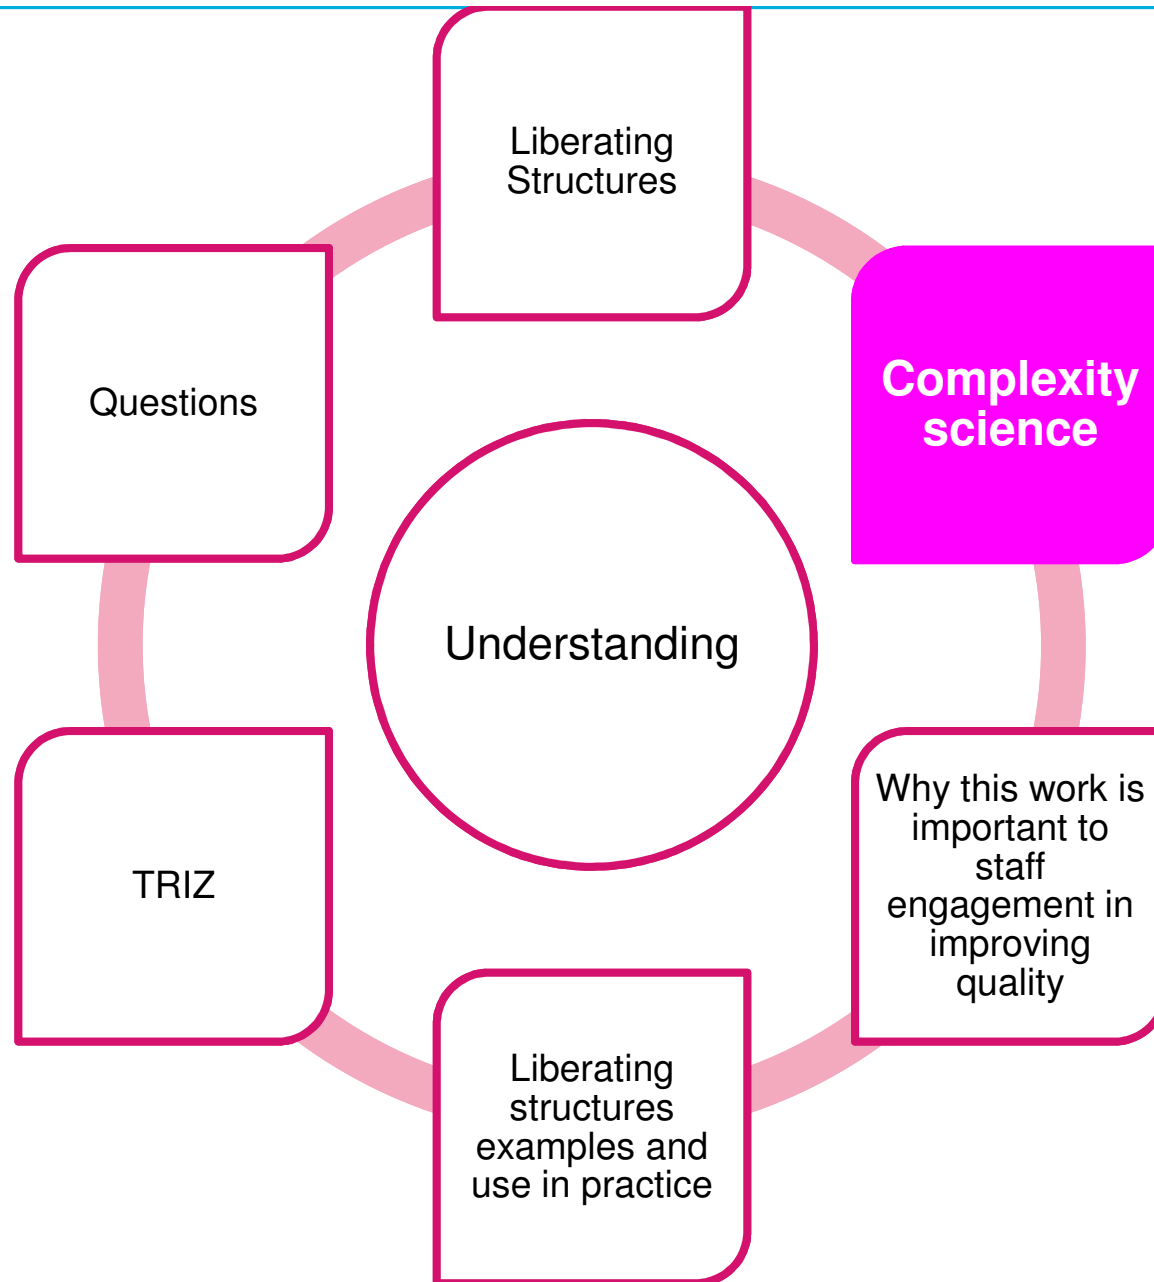 Liberating
Structures
Complexity
science
Why this work is
important to
staff
engagement in
improving
quality
Liberating
structures
examples and
use in practice
TRIZ
Questions
Understanding